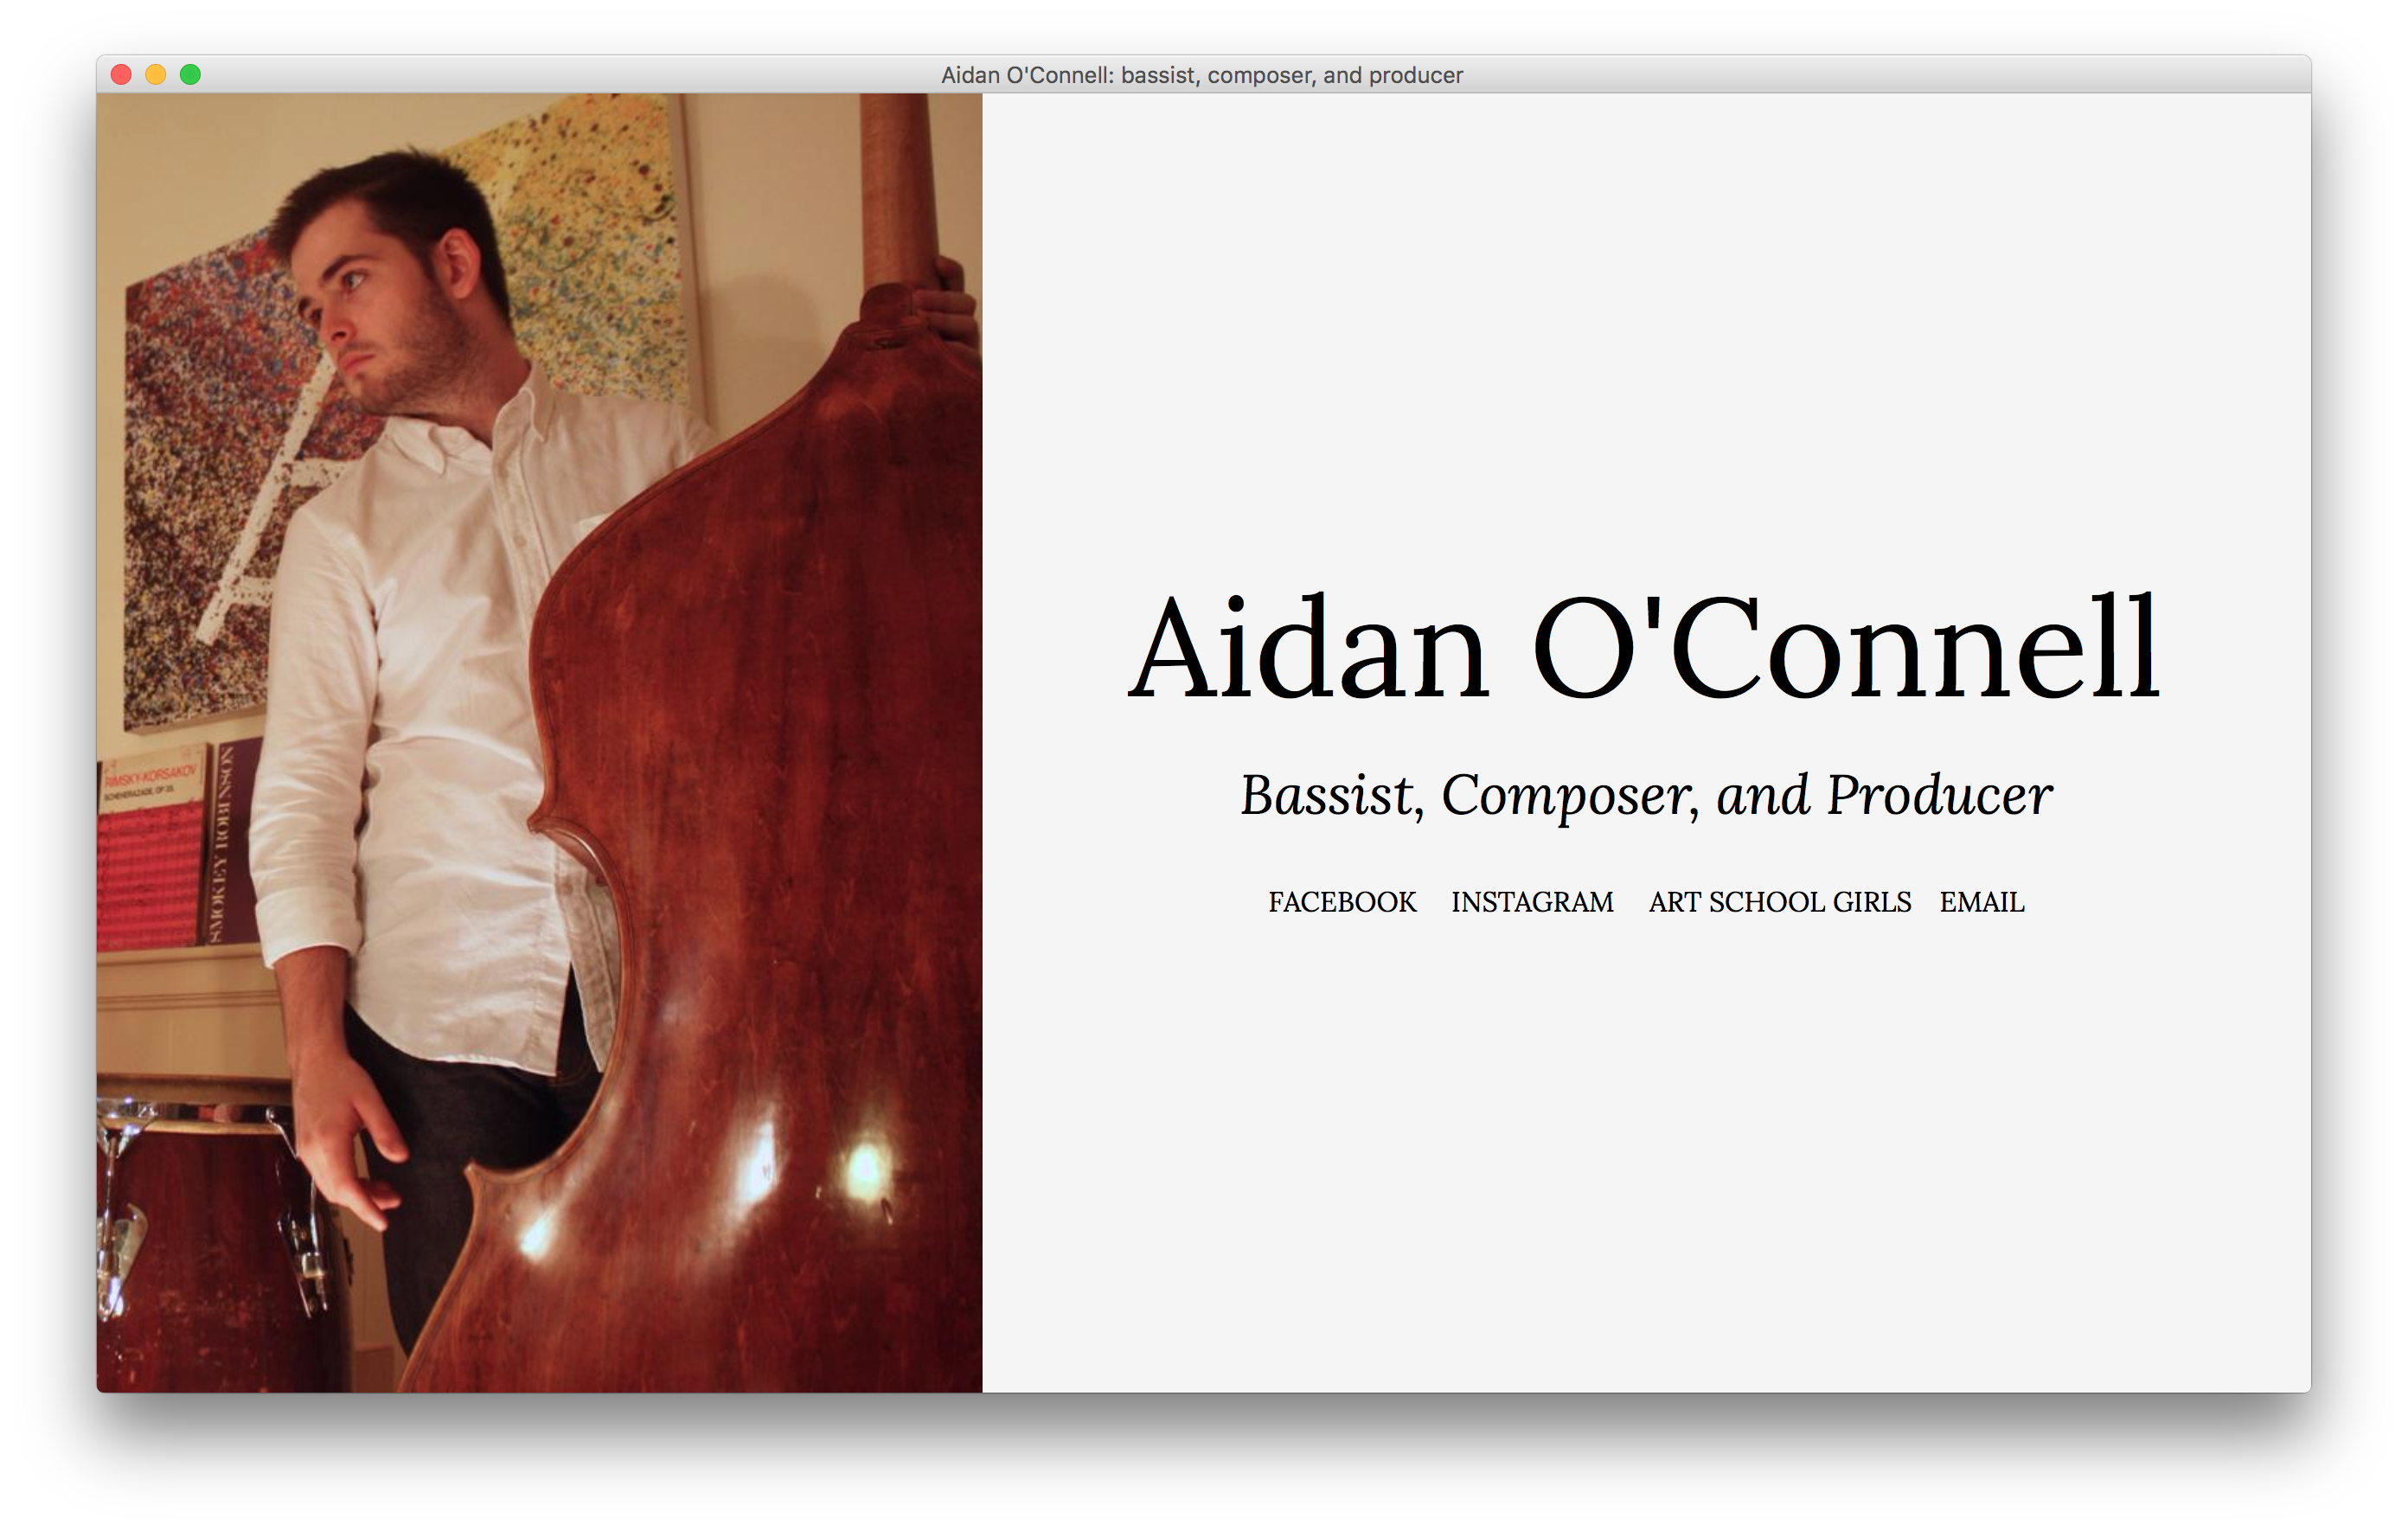 Aidan O'Connell: bassist, composer, and producer
RIMSKY-KORSAKOV
SCHEHERAZADE, OP. 35
SMOKEY ROBINSON
Aidan O'Connell
Bassist, Composer, and Producer
FACEBOOK INSTAGRAM ART SCHOOL GIRLS EMAIL